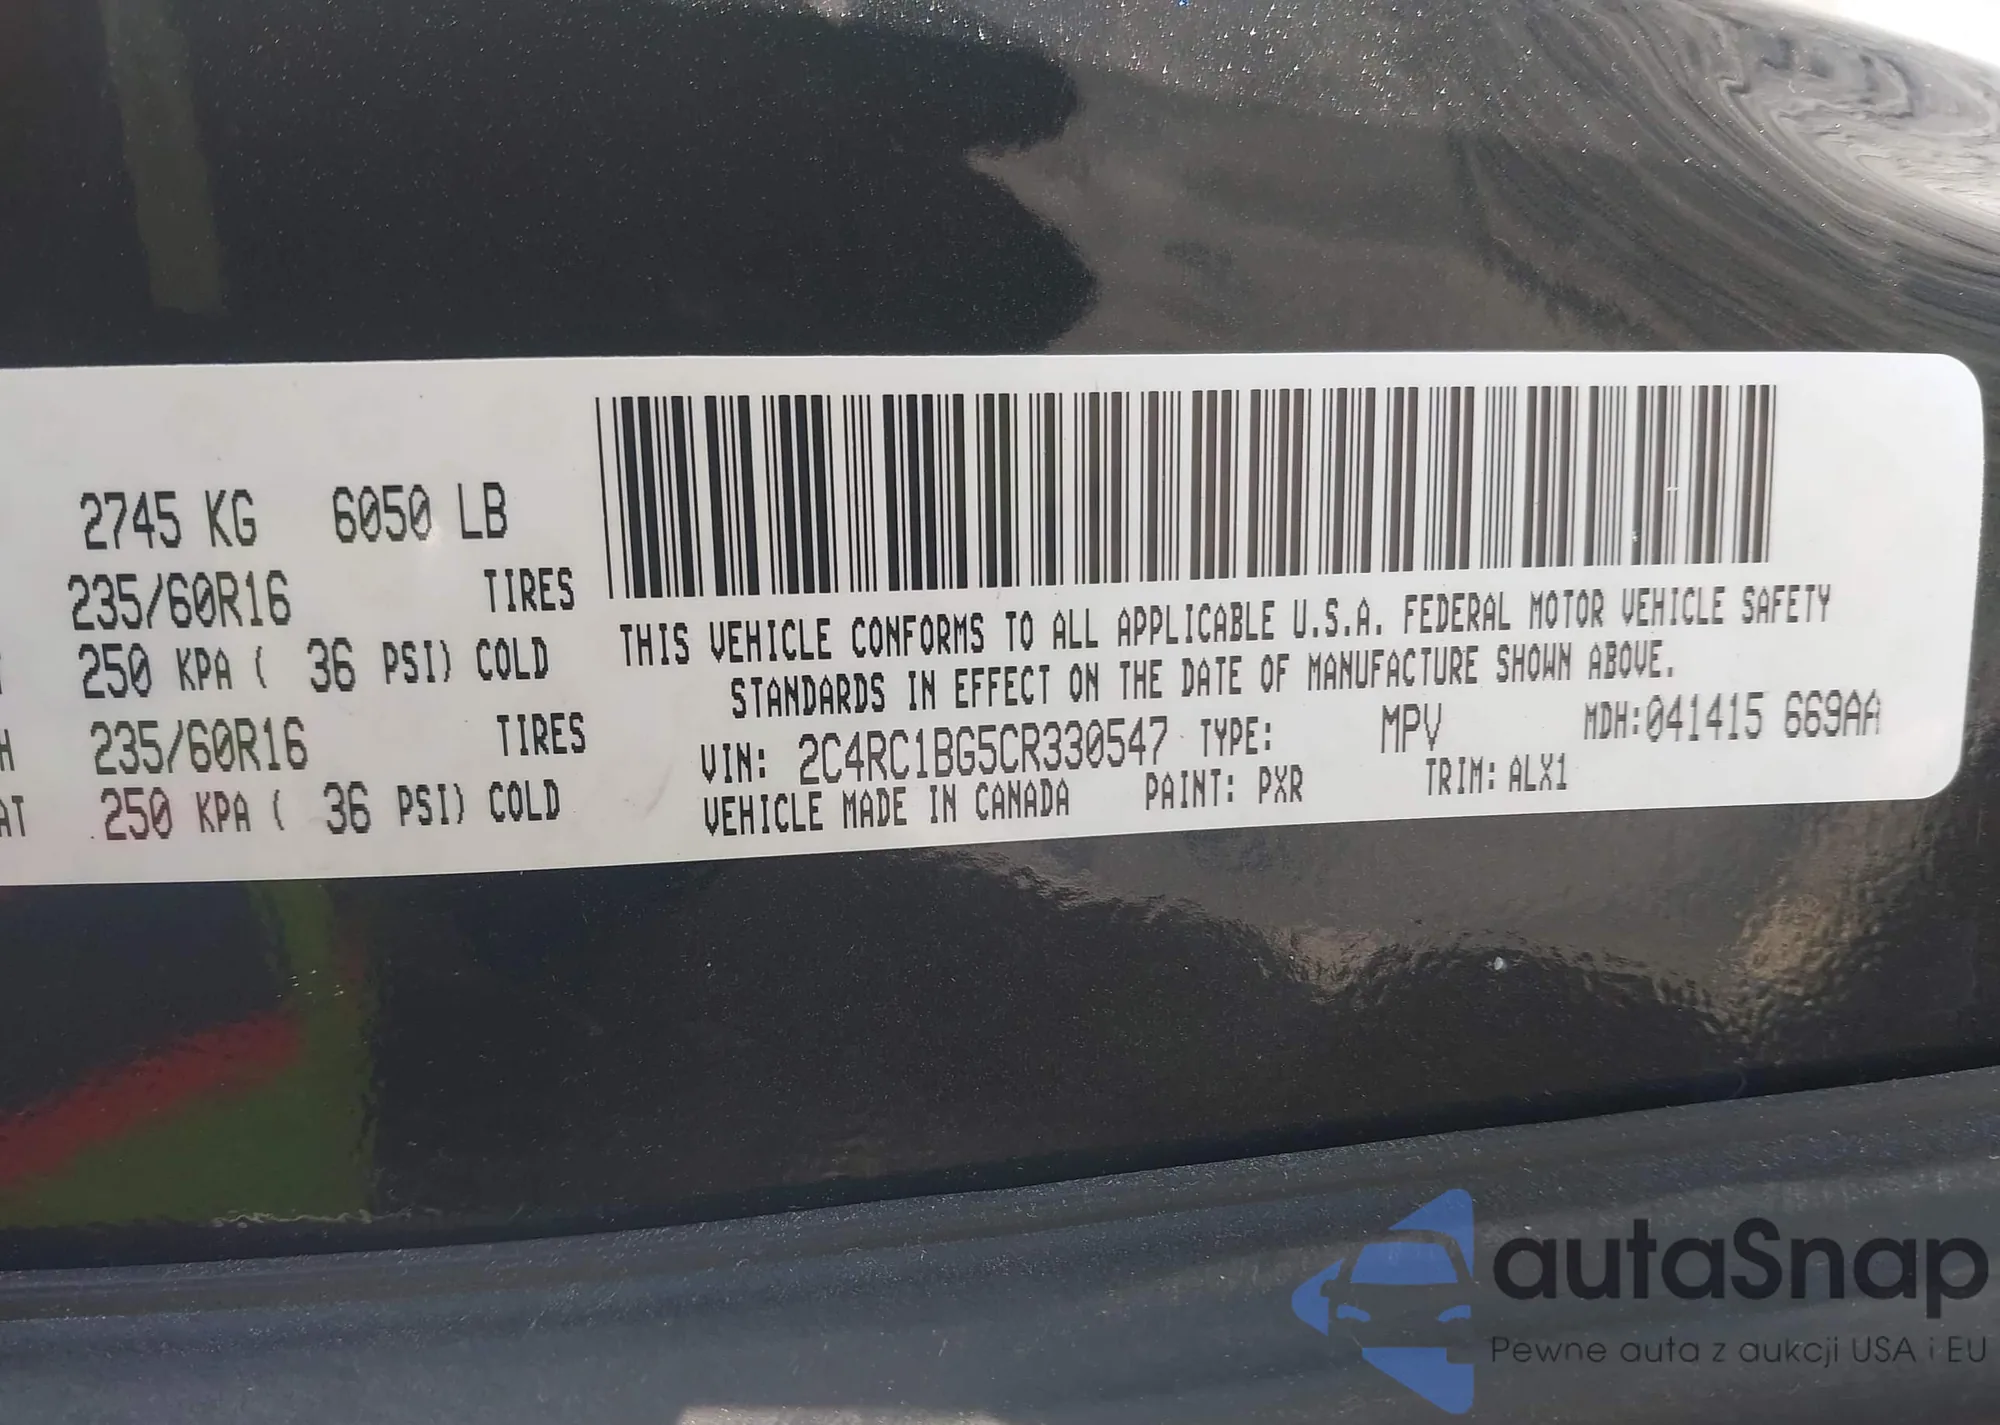 2745 KG 6050 LB
235/60R16 TIRES
250 KPA ( 36 PSI) COLD
H 235/60R16 TIRES
AT 250 KPA ( 36 PSI) COLD
THIS VEHICLE CONFORMS TO ALL APPLICABLE U.S.A. FEDERAL MOTOR VEHICLE SAFETY
STANDARDS IN EFFECT ON THE DATE OF MANUFACTURE SHOWN ABOVE.
VIN: 2C4RC1BG5CR330547 TYPE: MPV MDH:041415 669AA
VEHICLE MADE IN CANADA PAINT: PXR TRIM: ALX1
autaSnap
Pewne auta z aukcji USA i EU